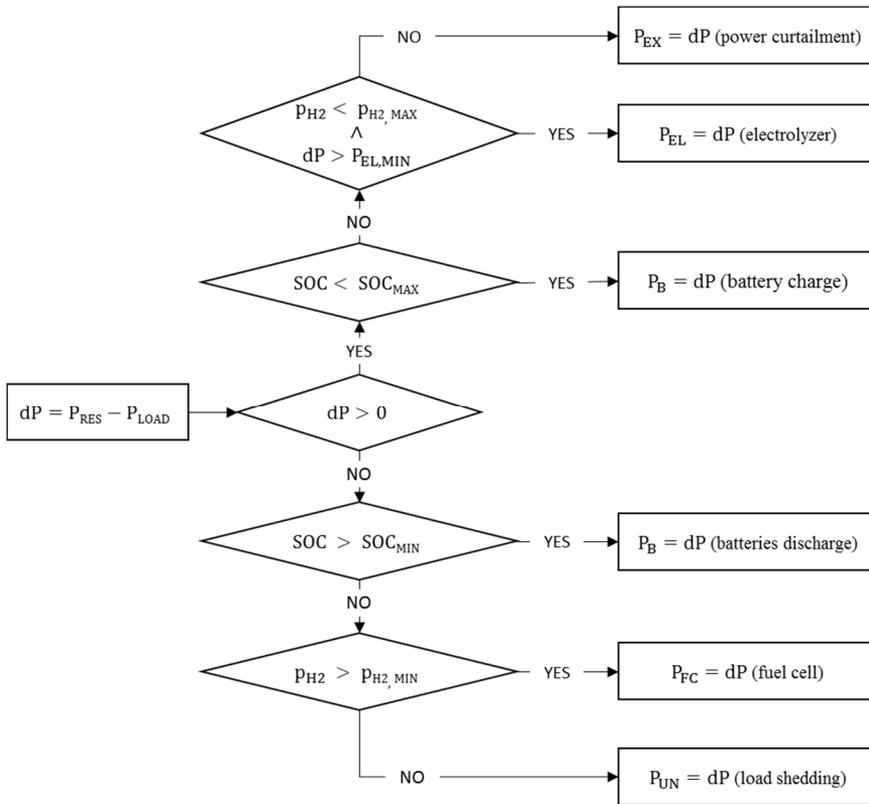 NO
P_EX = dP (power curtailment)
p_H2 < p_H2, MAX
∧
dP > P_EL,MIN
YES
P_EL = dP (electrolyzer)
NO
SOC < SOC_MAX
YES
P_B = dP (battery charge)
YES
dP = P_RES − P_LOAD
dP > 0
NO
SOC > SOC_MIN
YES
P_B = dP (batteries discharge)
NO
p_H2 > p_H2, MIN
YES
P_FC = dP (fuel cell)
NO
P_UN = dP (load shedding)